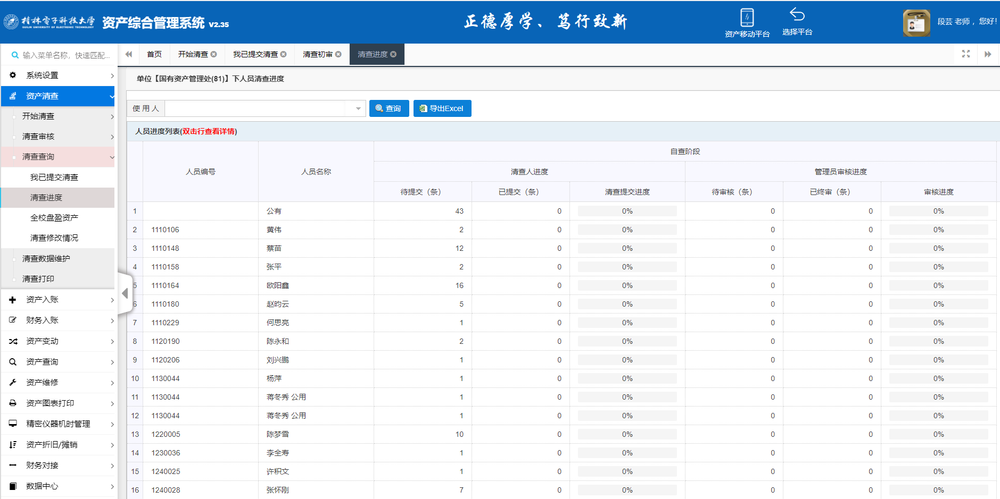 桂林电子科技大学
GUILIN UNIVERSITY OF ELECTRONIC TECHNOLOGY
资产综合管理系统 V2.35
正德厚学、笃行致新
资产移动平台
选择平台
段芸 老师，您好!
输入菜单名称，快速匹配...
首页
开始清查
我已提交清查
清查初审
清查进度
系统设置
资产清查
开始清查
清查审核
清查查询
我已提交清查
清查进度
全校盘盈资产
清查修改情况
清查数据维护
清查打印
资产入账
财务入账
资产变动
资产查询
资产维修
资产图表打印
精密仪器机时管理
资产折旧/摊销
财务对接
数据中心
单位【国有资产管理处(81)】下人员清查进度
使 用 人
查询
导出Excel
人员进度列表(双击行查看详情)
人员编号 人员名称 自查阶段
清查人进度 管理员审核进度
待提交（条） 已提交（条） 清查提交进度 待审核（条） 已终审（条） 审核进度
1 公有 43 0 0% 0 0 0%
2 1110106 黄伟 2 0 0% 0 0 0%
3 1110148 蔡苗 12 0 0% 0 0 0%
4 1110158 张平 2 0 0% 0 0 0%
5 1110164 欧阳鑫 16 0 0% 0 0 0%
6 1110180 赵昀云 5 0 0% 0 0 0%
7 1110229 何思亮 1 0 0% 0 0 0%
8 1120190 陈永和 2 0 0% 0 0 0%
9 1120206 刘兴鹏 1 0 0% 0 0 0%
10 1130044 杨萍 1 0 0% 0 0 0%
11 1130044 蒋冬秀 公用 1 0 0% 0 0 0%
12 1130044 蒋冬秀 公用 1 0 0% 0 0 0%
13 1220005 陈梦雪 10 0 0% 0 0 0%
14 1230036 李全寿 1 0 0% 0 0 0%
15 1240025 许积文 1 0 0% 0 0 0%
16 1240028 张怀刚 7 0 0% 0 0 0%